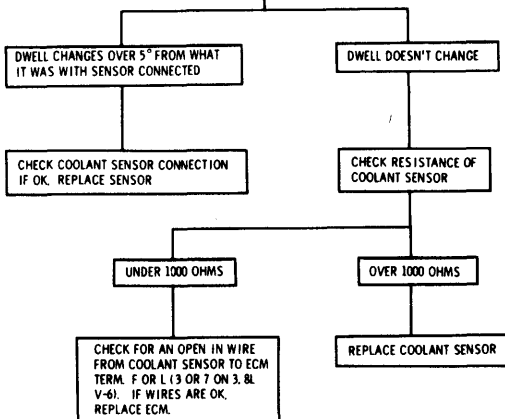 DWELL CHANGES OVER 5° FROM WHAT
IT WAS WITH SENSOR CONNECTED
DWELL DOESN'T CHANGE
CHECK COOLANT SENSOR CONNECTION
IF OK, REPLACE SENSOR
CHECK RESISTANCE OF
COOLANT SENSOR
UNDER 1000 OHMS
OVER 1000 OHMS
CHECK FOR AN OPEN IN WIRE
FROM COOLANT SENSOR TO ECM
TERM. F OR L (3 OR 7 ON 3.8L
V-6). IF WIRES ARE OK,
REPLACE ECM.
REPLACE COOLANT SENSOR